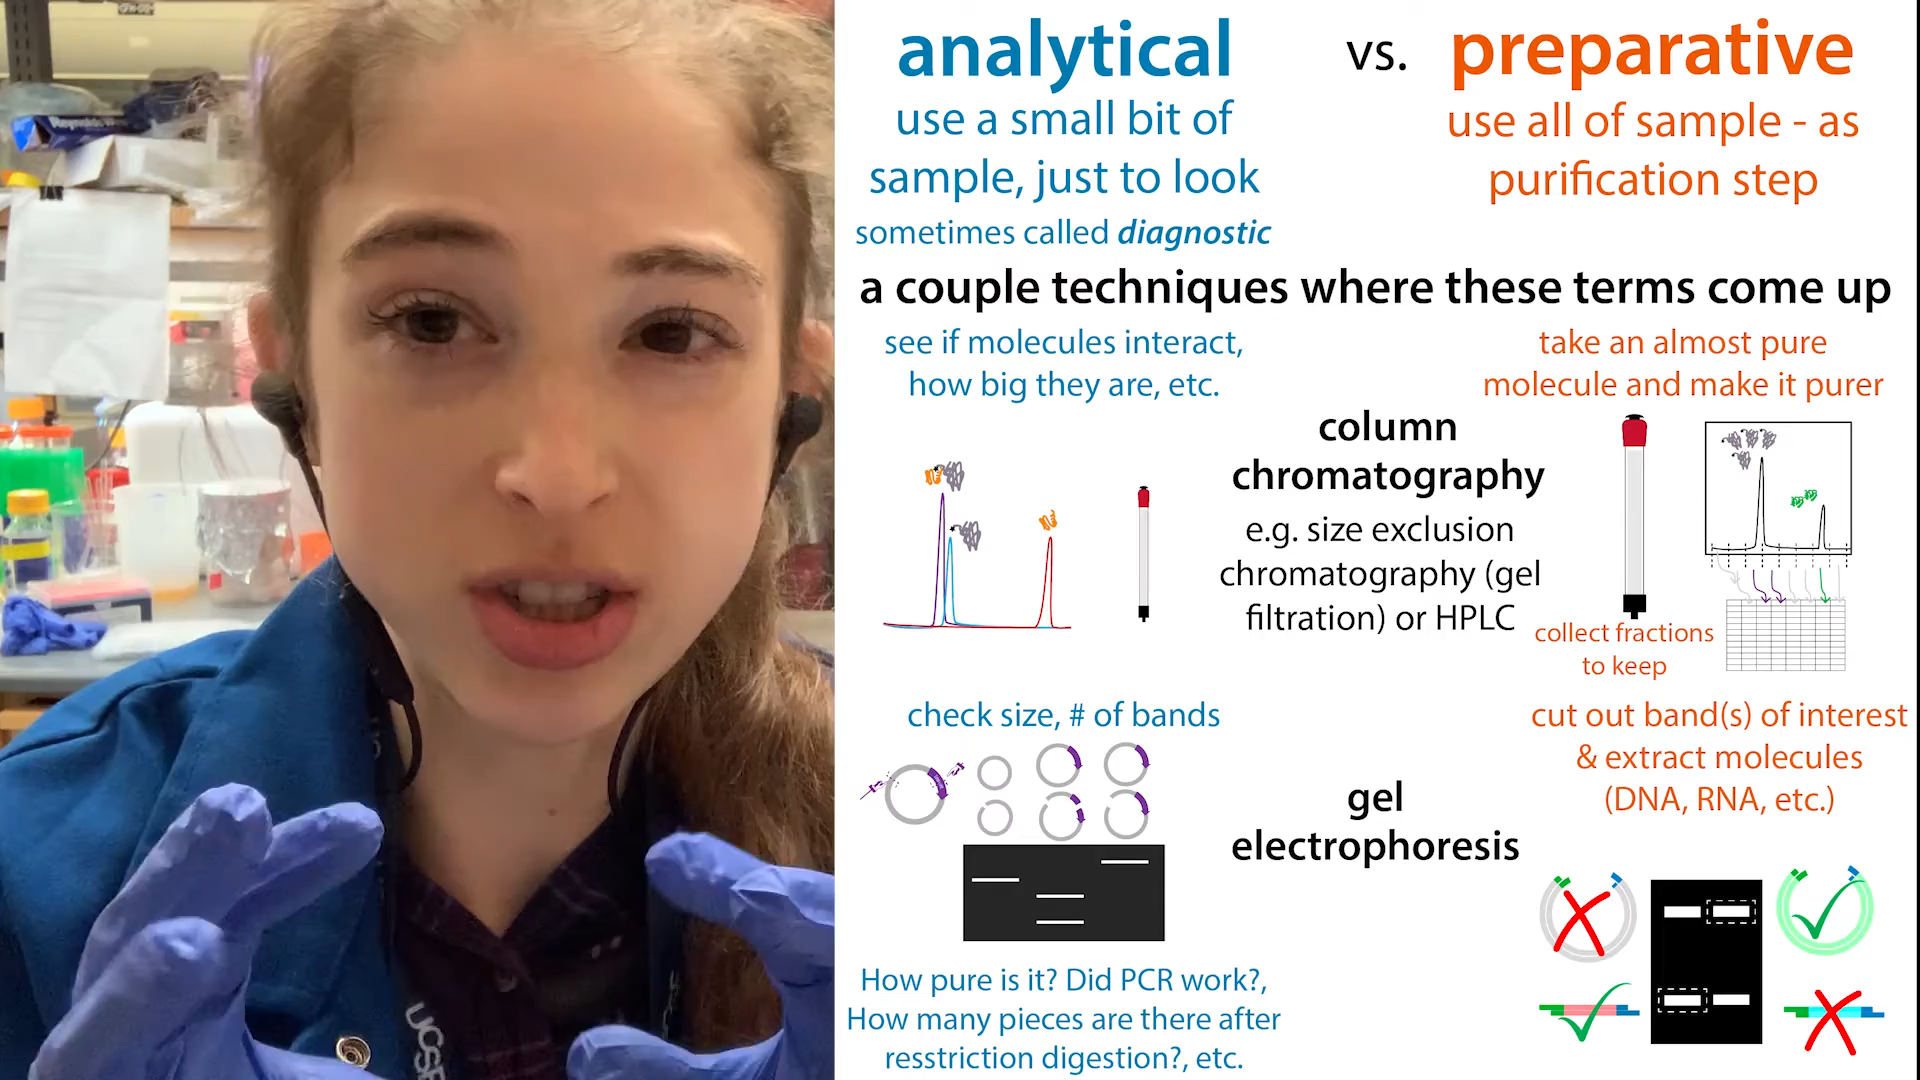 analytical
vs.
preparative
use a small bit of
sample, just to look
sometimes called diagnostic
use all of sample - as
purification step
a couple techniques where these terms come up
see if molecules interact,
how big they are, etc.
take an almost pure
molecule and make it purer
column
chromatography
e.g. size exclusion
chromatography (gel
filtration) or HPLC
collect fractions
to keep
check size, # of bands
gel
electrophoresis
cut out band(s) of interest
& extract molecules
(DNA, RNA, etc.)
How pure is it? Did PCR work?,
How many pieces are there after
resstriction digestion?, etc.
Reynolds
UCSF